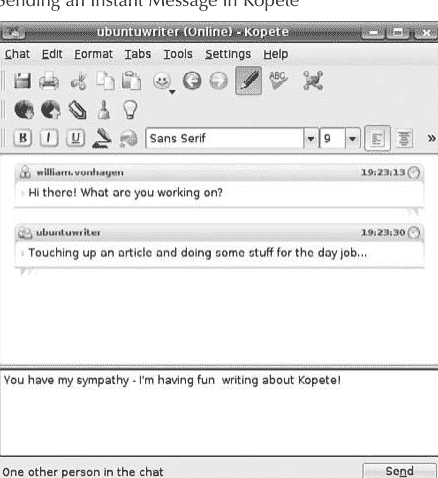 Sending an Instant Message in Kopete
ubuntuwriter (Online) - Kopete
Chat Edit Format Tabs Tools Settings Help
ABC
B I U Sans Serif 9 »
william.vonhagen 19:23:13
Hi there! What are you working on?
ubuntuwriter 19:23:30
Touching up an article and doing some stuff for the day job...
You have my sympathy - I'm having fun writing about Kopete!
One other person in the chat Send